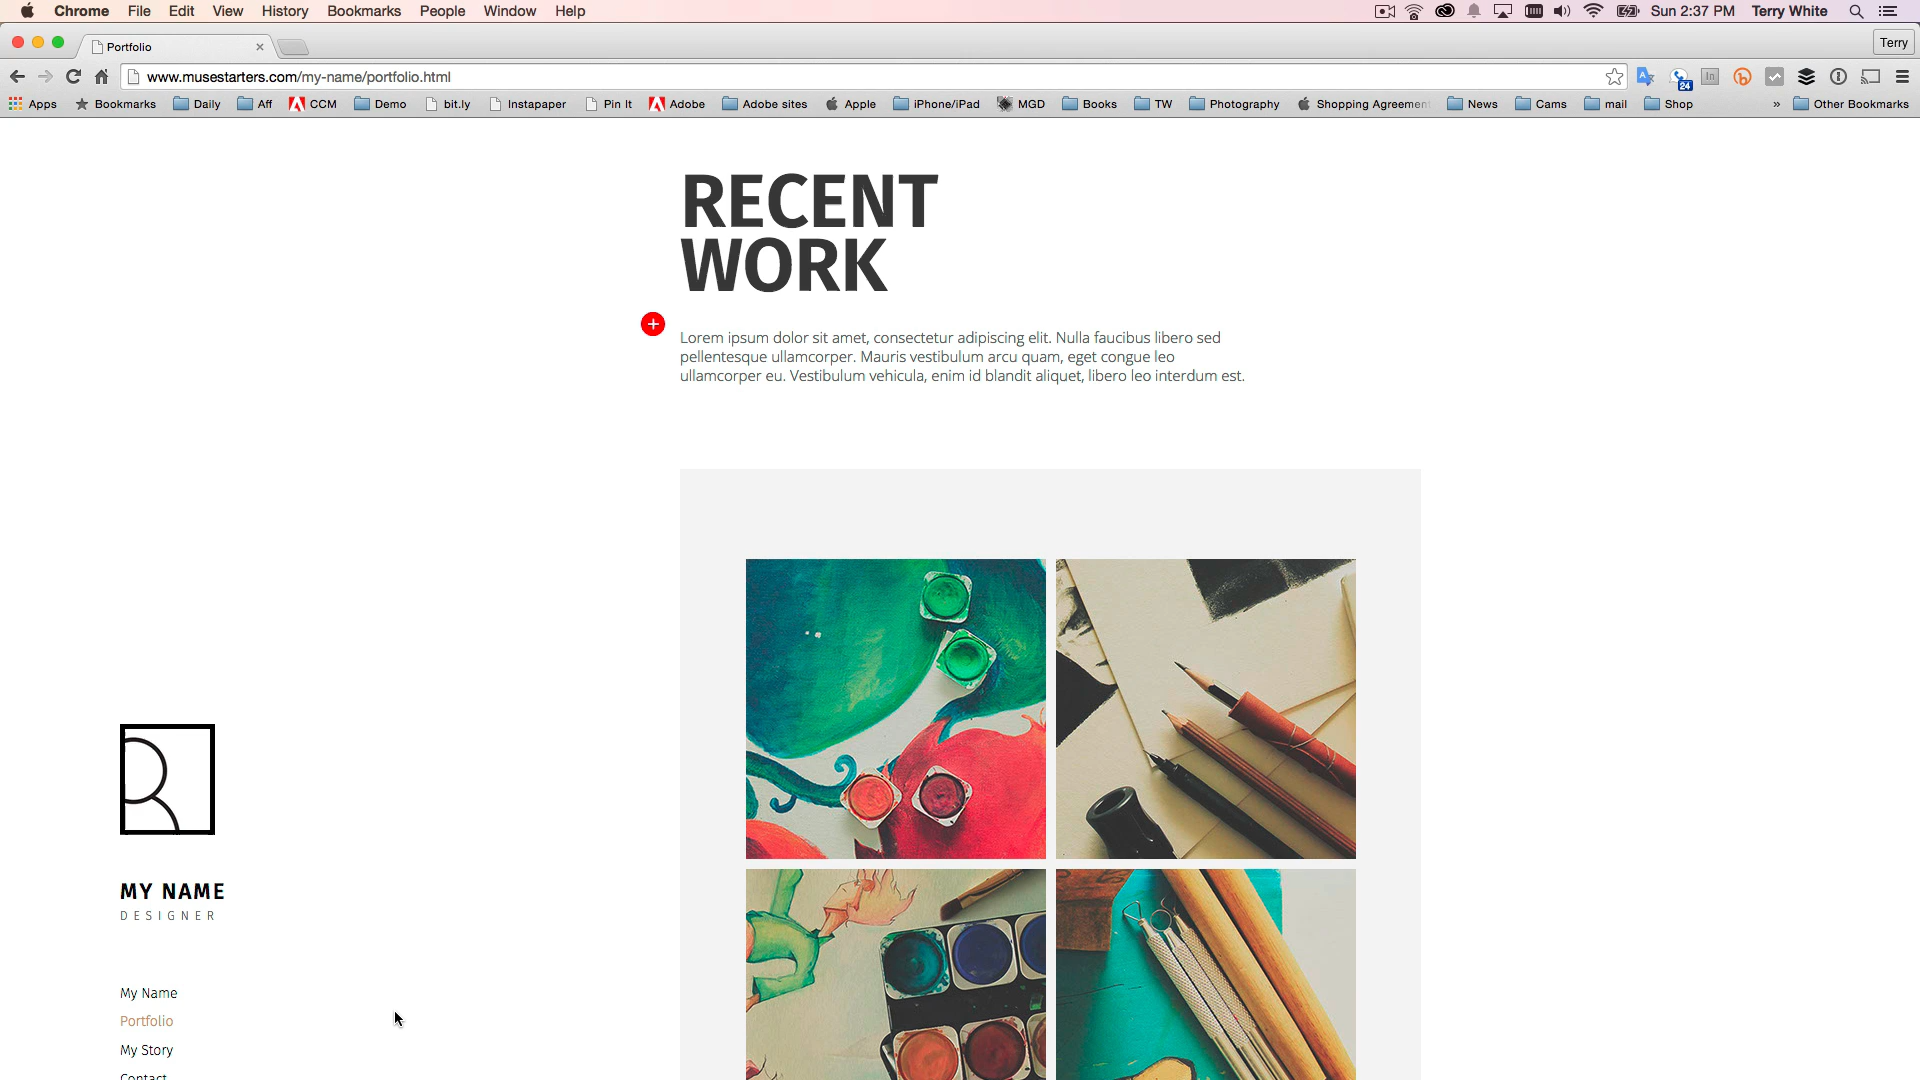 Chrome File Edit View History Bookmarks People Window Help Sun 2:37 PM Terry White
Portfolio Terry
www.musestarters.com/my-name/portfolio.html
24
Apps Bookmarks Daily Aff CCM Demo bit.ly Instapaper Pin It Adobe Adobe sites Apple iPhone/iPad MGD Books TW Photography Shopping Agreement News Cams mail Shop » Other Bookmarks
RECENT
WORK
Lorem ipsum dolor sit amet, consectetur adipiscing elit. Nulla faucibus libero sed
pellentesque ullamcorper. Mauris vestibulum arcu quam, eget congue leo
ullamcorper eu. Vestibulum vehicula, enim id blandit aliquet, libero leo interdum est.
MY NAME
DESIGNER
My Name
Portfolio
My Story
Contact